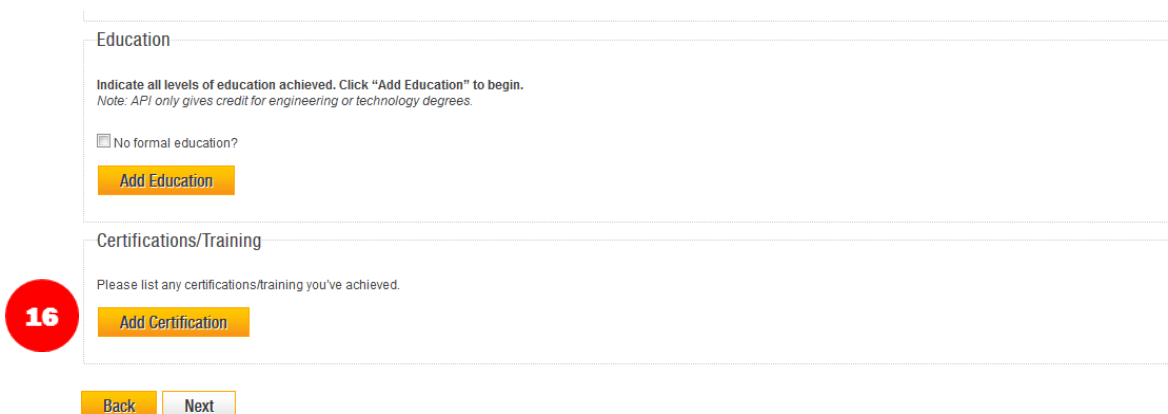 Education
Indicate all levels of education achieved. Click “Add Education” to begin.
Note: API only gives credit for engineering or technology degrees.
No formal education?
Add Education
Certifications/Training
Please list any certifications/training you've achieved.
16
Add Certification
Back Next